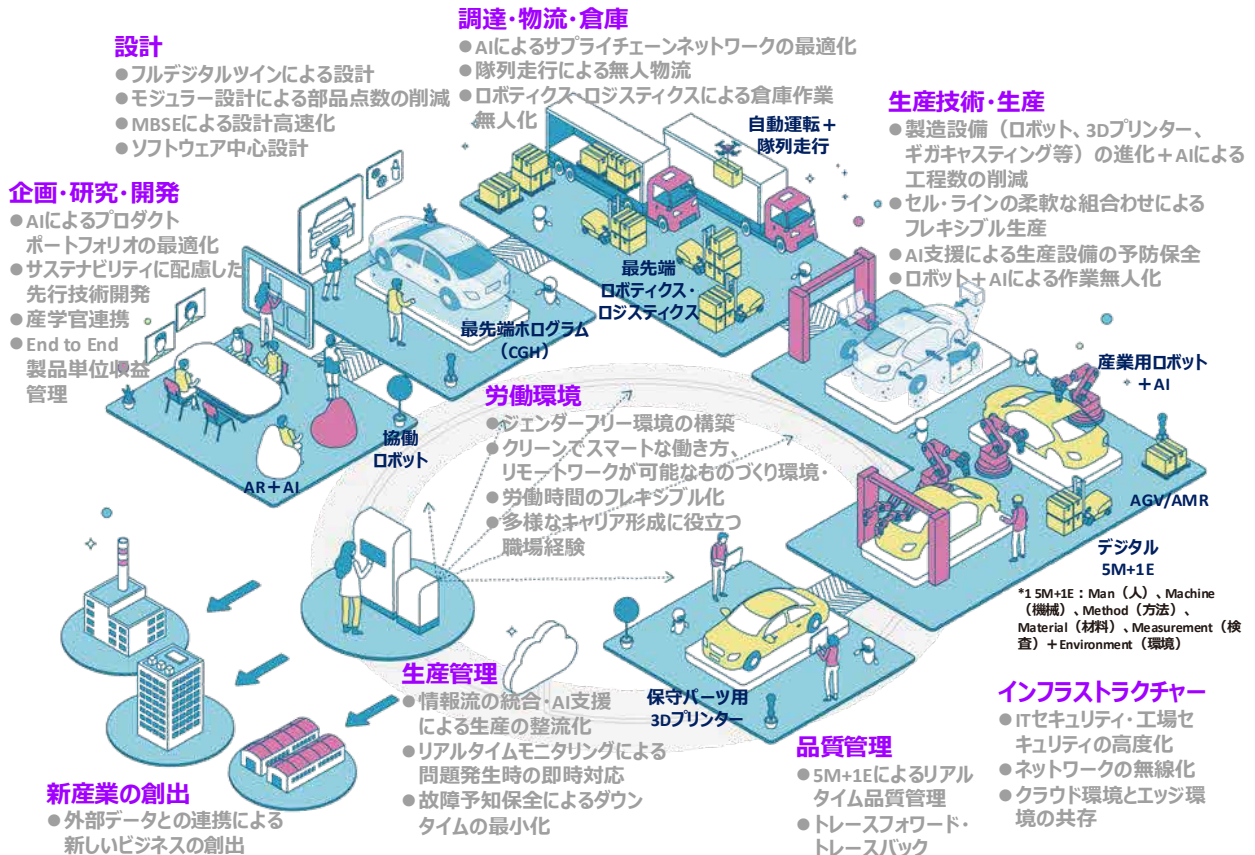 調達・物流・倉庫
●AIによるサプライチェーンネットワークの最適化
●隊列走行による無人物流
●ロボティクス・ロジスティクスによる倉庫作業
無人化
設計
●フルデジタルツインによる設計
●モジュラー設計による部品点数の削減
●MBSEによる設計高速化
●ソフトウェア中心設計
自動運転＋
隊列走行
生産技術・生産
●製造設備（ロボット、3Dプリンター、
ギガキャスティング等）の進化＋AIによる
工程数の削減
●セル・ラインの柔軟な組合わせによる
フレキシブル生産
●AI支援による生産設備の予防保全
●ロボット＋AIによる作業無人化
企画・研究・開発
●AIによるプロダクト
ポートフォリオの最適化
●サステナビリティに配慮した
先行技術開発
●産学官連携
●End to End
製品単位収益
管理
最先端
ロボティクス・
ロジスティクス
最先端ホログラム
（CGH）
産業用ロボット
＋AI
労働環境
●ジェンダーフリー環境の構築
●クリーンでスマートな働き方、
リモートワークが可能なものづくり環境・
●労働時間のフレキシブル化
●多様なキャリア形成に役立つ
職場経験
協働
ロボット
AR＋AI
AGV/AMR
デジタル
5M+1E
*1 5M+1E：Man（人）、Machine
（機械）、Method（方法）、
Material（材料）、Measurement（検
査）＋Environment（環境）
生産管理
●情報流の統合・AI支援
による生産の整流化
●リアルタイムモニタリングによる
問題発生時の即時対応
●故障予知保全によるダウン
タイムの最小化
保守パーツ用
3Dプリンター
インフラストラクチャー
●ITセキュリティ・工場セ
キュリティの高度化
●ネットワークの無線化
●クラウド環境とエッジ環
境の共存
品質管理
●5M+1Eによるリアル
タイム品質管理
●トレースフォワード・
トレースバック
新産業の創出
●外部データとの連携による
新しいビジネスの創出